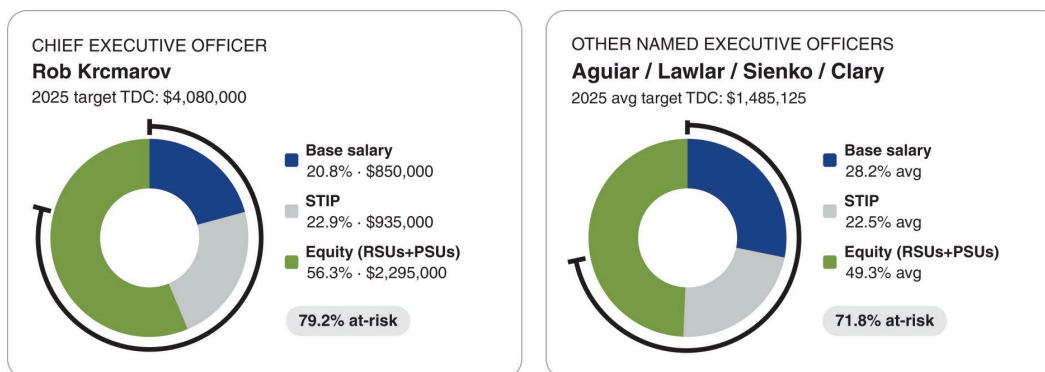 CHIEF EXECUTIVE OFFICER
Rob Krcmarov
2025 target TDC: $4,080,000
Base salary
20.8% · $850,000
STIP
22.9% · $935,000
Equity (RSUs+PSUs)
56.3% · $2,295,000
79.2% at-risk
OTHER NAMED EXECUTIVE OFFICERS
Aguiar / Lawlar / Sienko / Clary
2025 avg target TDC: $1,485,125
Base salary
28.2% avg
STIP
22.5% avg
Equity (RSUs+PSUs)
49.3% avg
71.8% at-risk